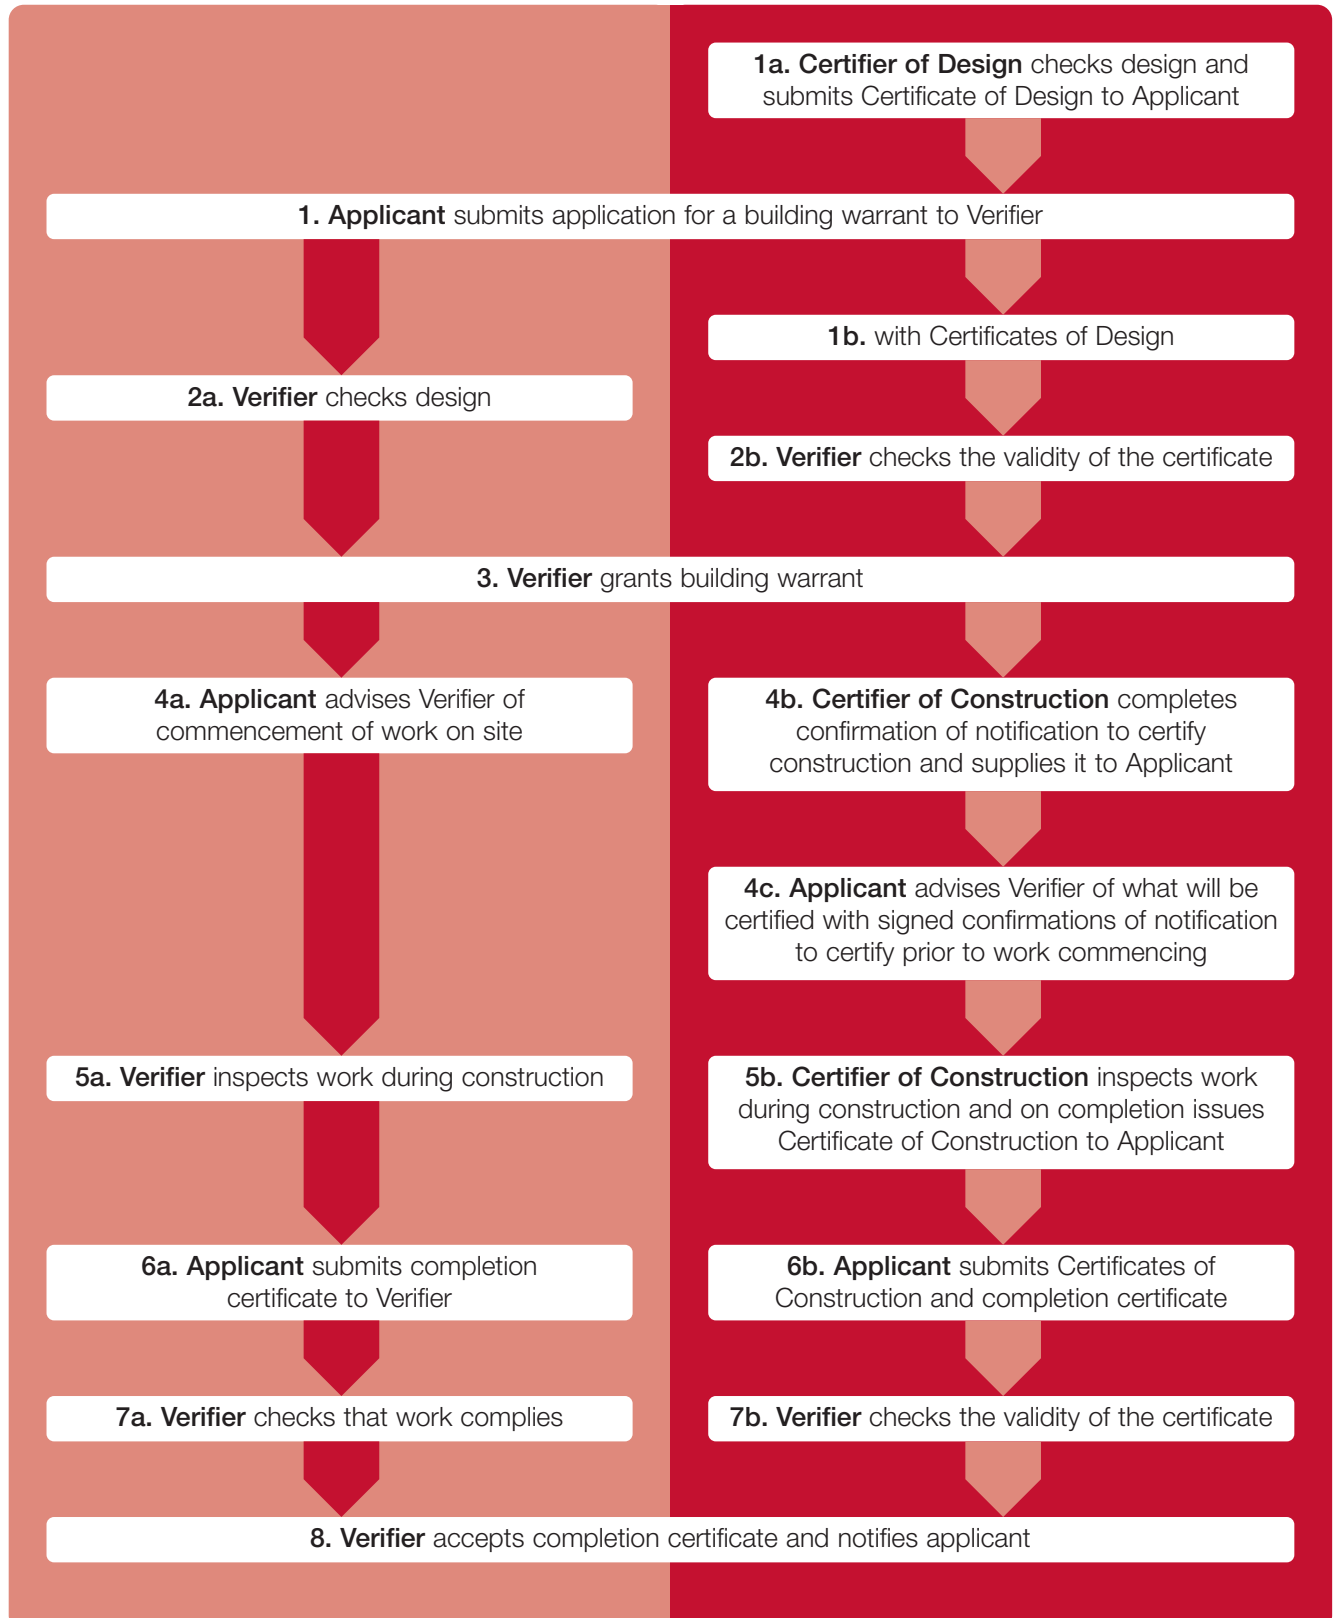 1a. Certifier of Design checks design and
submits Certificate of Design to Applicant
1. Applicant submits application for a building warrant to Verifier
1b. with Certificates of Design
2a. Verifier checks design
2b. Verifier checks the validity of the certificate
3. Verifier grants building warrant
4a. Applicant advises Verifier of
commencement of work on site
4b. Certifier of Construction completes
confirmation of notification to certify
construction and supplies it to Applicant
4c. Applicant advises Verifier of what will be
certified with signed confirmations of notification
to certify prior to work commencing
5a. Verifier inspects work during construction
5b. Certifier of Construction inspects work
during construction and on completion issues
Certificate of Construction to Applicant
6a. Applicant submits completion
certificate to Verifier
6b. Applicant submits Certificates of
Construction and completion certificate
7a. Verifier checks that work complies
7b. Verifier checks the validity of the certificate
8. Verifier accepts completion certificate and notifies applicant